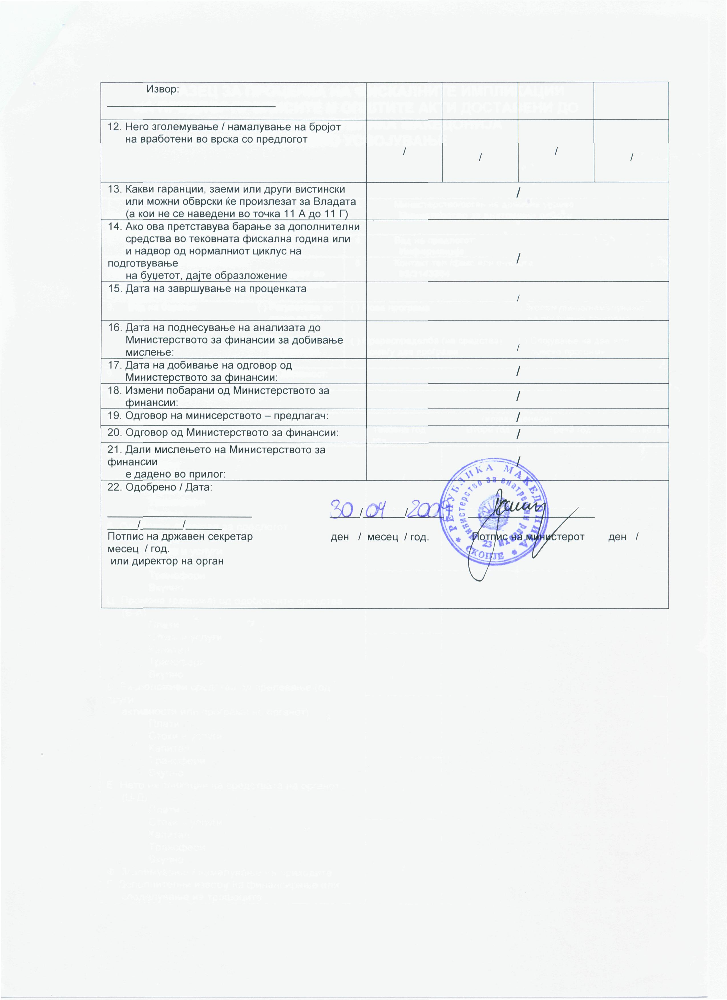 Извор:
12. Него зголемување / намалување на бројот
на вработени во врска со предлогот
/ / / /
13. Какви гаранции, заеми или други вистински
или можни обврски ќе произлезат за Владата
(а кои не се наведени во точка 11 А до 11 Г)
/
14. Ако ова претставува барање за дополнителни
средства во тековната фискална година или
и надвор од нормалниот циклус на
подготвување
на буџетот, дајте образложение
/
15. Дата на завршување на проценката
/
16. Дата на поднесување на анализата до
Министерството за финансии за добивање
мислење:
/
17. Дата на добивање на одговор од
Министерството за финансии:
/
18. Измени побарани од Министерството за
финансии:
/
19. Одговор на минисерството – предлагач:
/
20. Одговор од Министерството за финансии:
/
21. Дали мислењето на Министерството за
финансии
е дадено во прилог:
/
22. Одобрено / Дата:
30 / 04 /
____________________
_____/_______/______
Потпис на државен секретар ден / месец / год. Потпис на министерот ден /
месец / год.
или директор на орган
РЕПУБЛИКА МАКЕДОНИЈА
Министерство за внатрешни работи
23
СКОПЈЕ